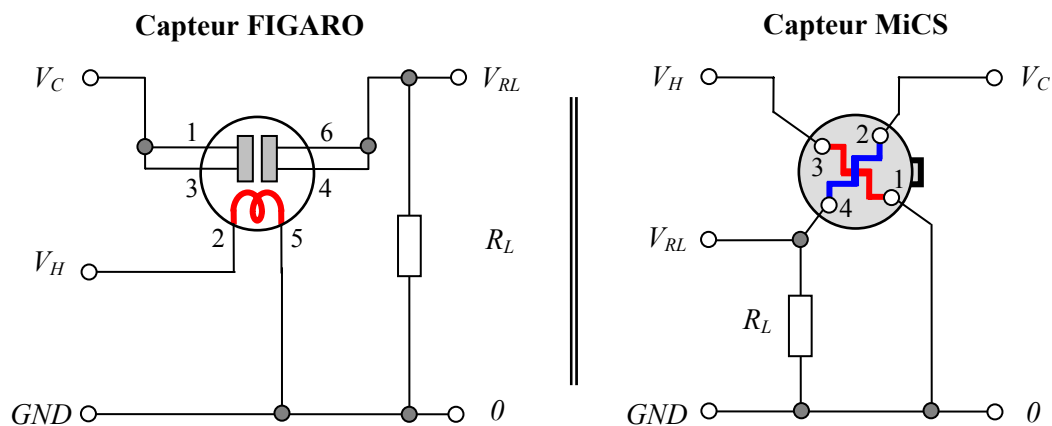 Capteur FIGARO
V_C
V_RL
1
6
3
4
2
5
V_H
R_L
GND
0
Capteur MiCS
V_H
V_C
2
3
1
4
V_RL
R_L
GND
0